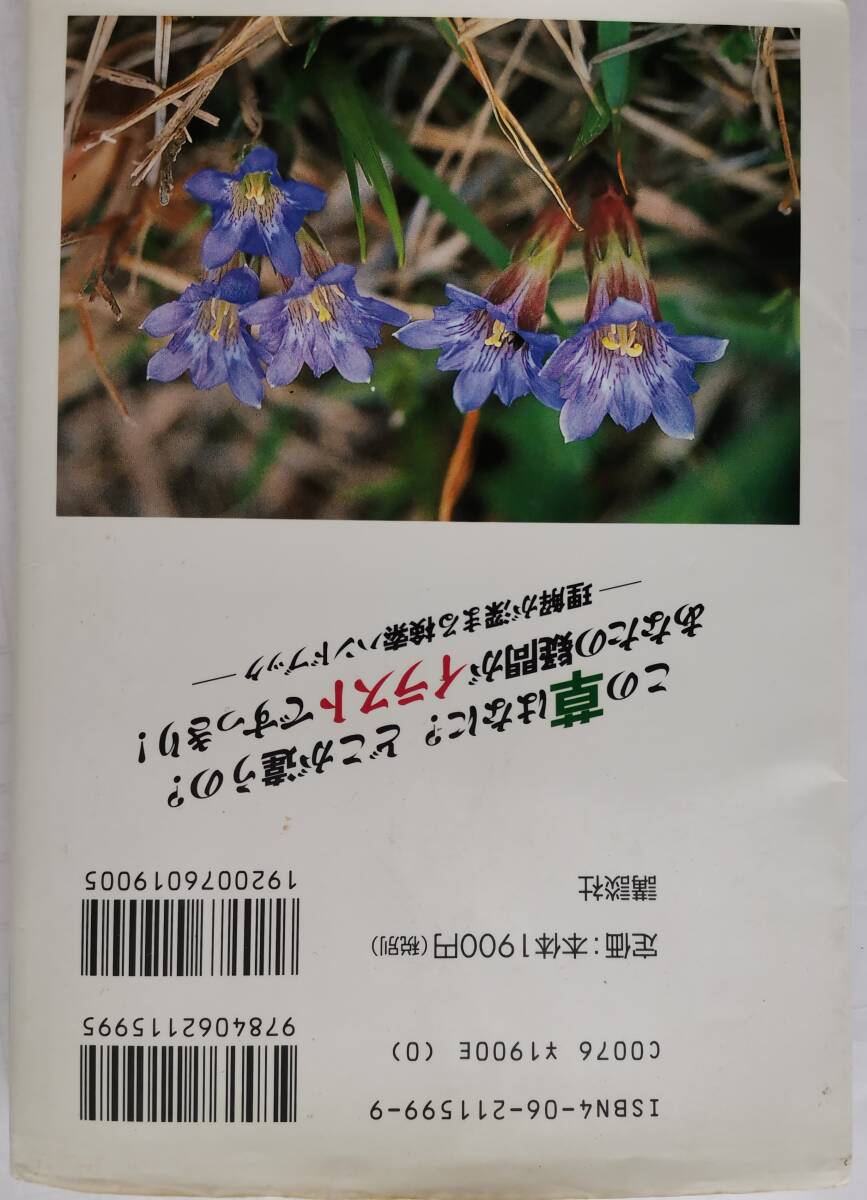 ISBN4-06-211599-9
C0076 ¥1900E (0)
定価:本体1900円(税別)
講談社
9784062115995
1920076019005
この草はなに? どこが違うの?
あなたの疑問がイラストですっきり!
―理解が深まる検索ハンドブック―